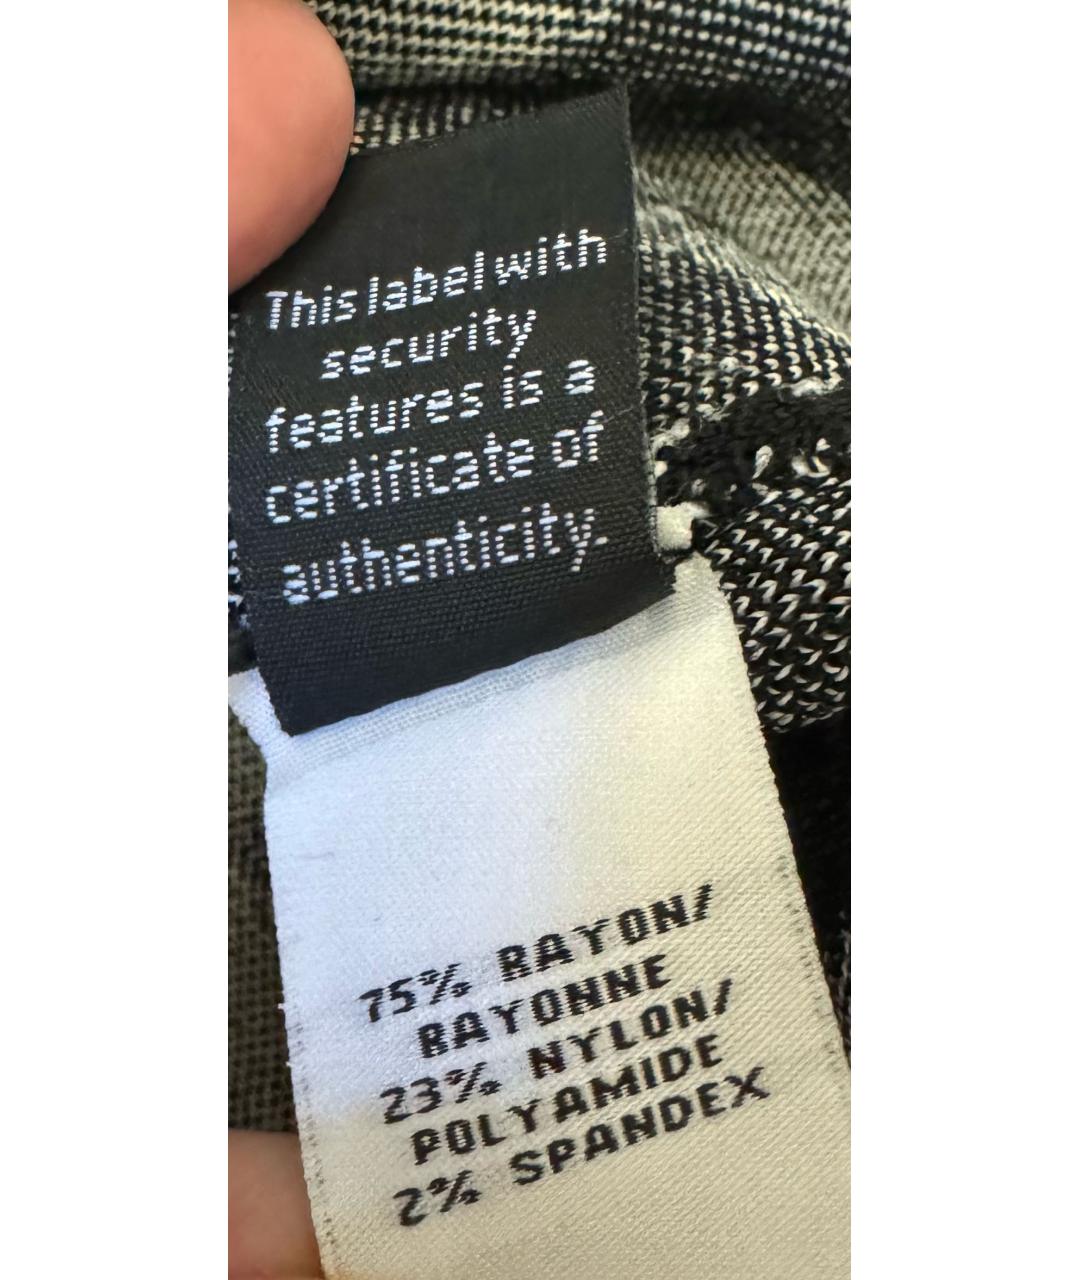 This label with
security
features is a
certificate of
authenticity.
75% RAYON/
RAYONNE
23% NYLON/
POLYAMIDE
2% SPANDEX